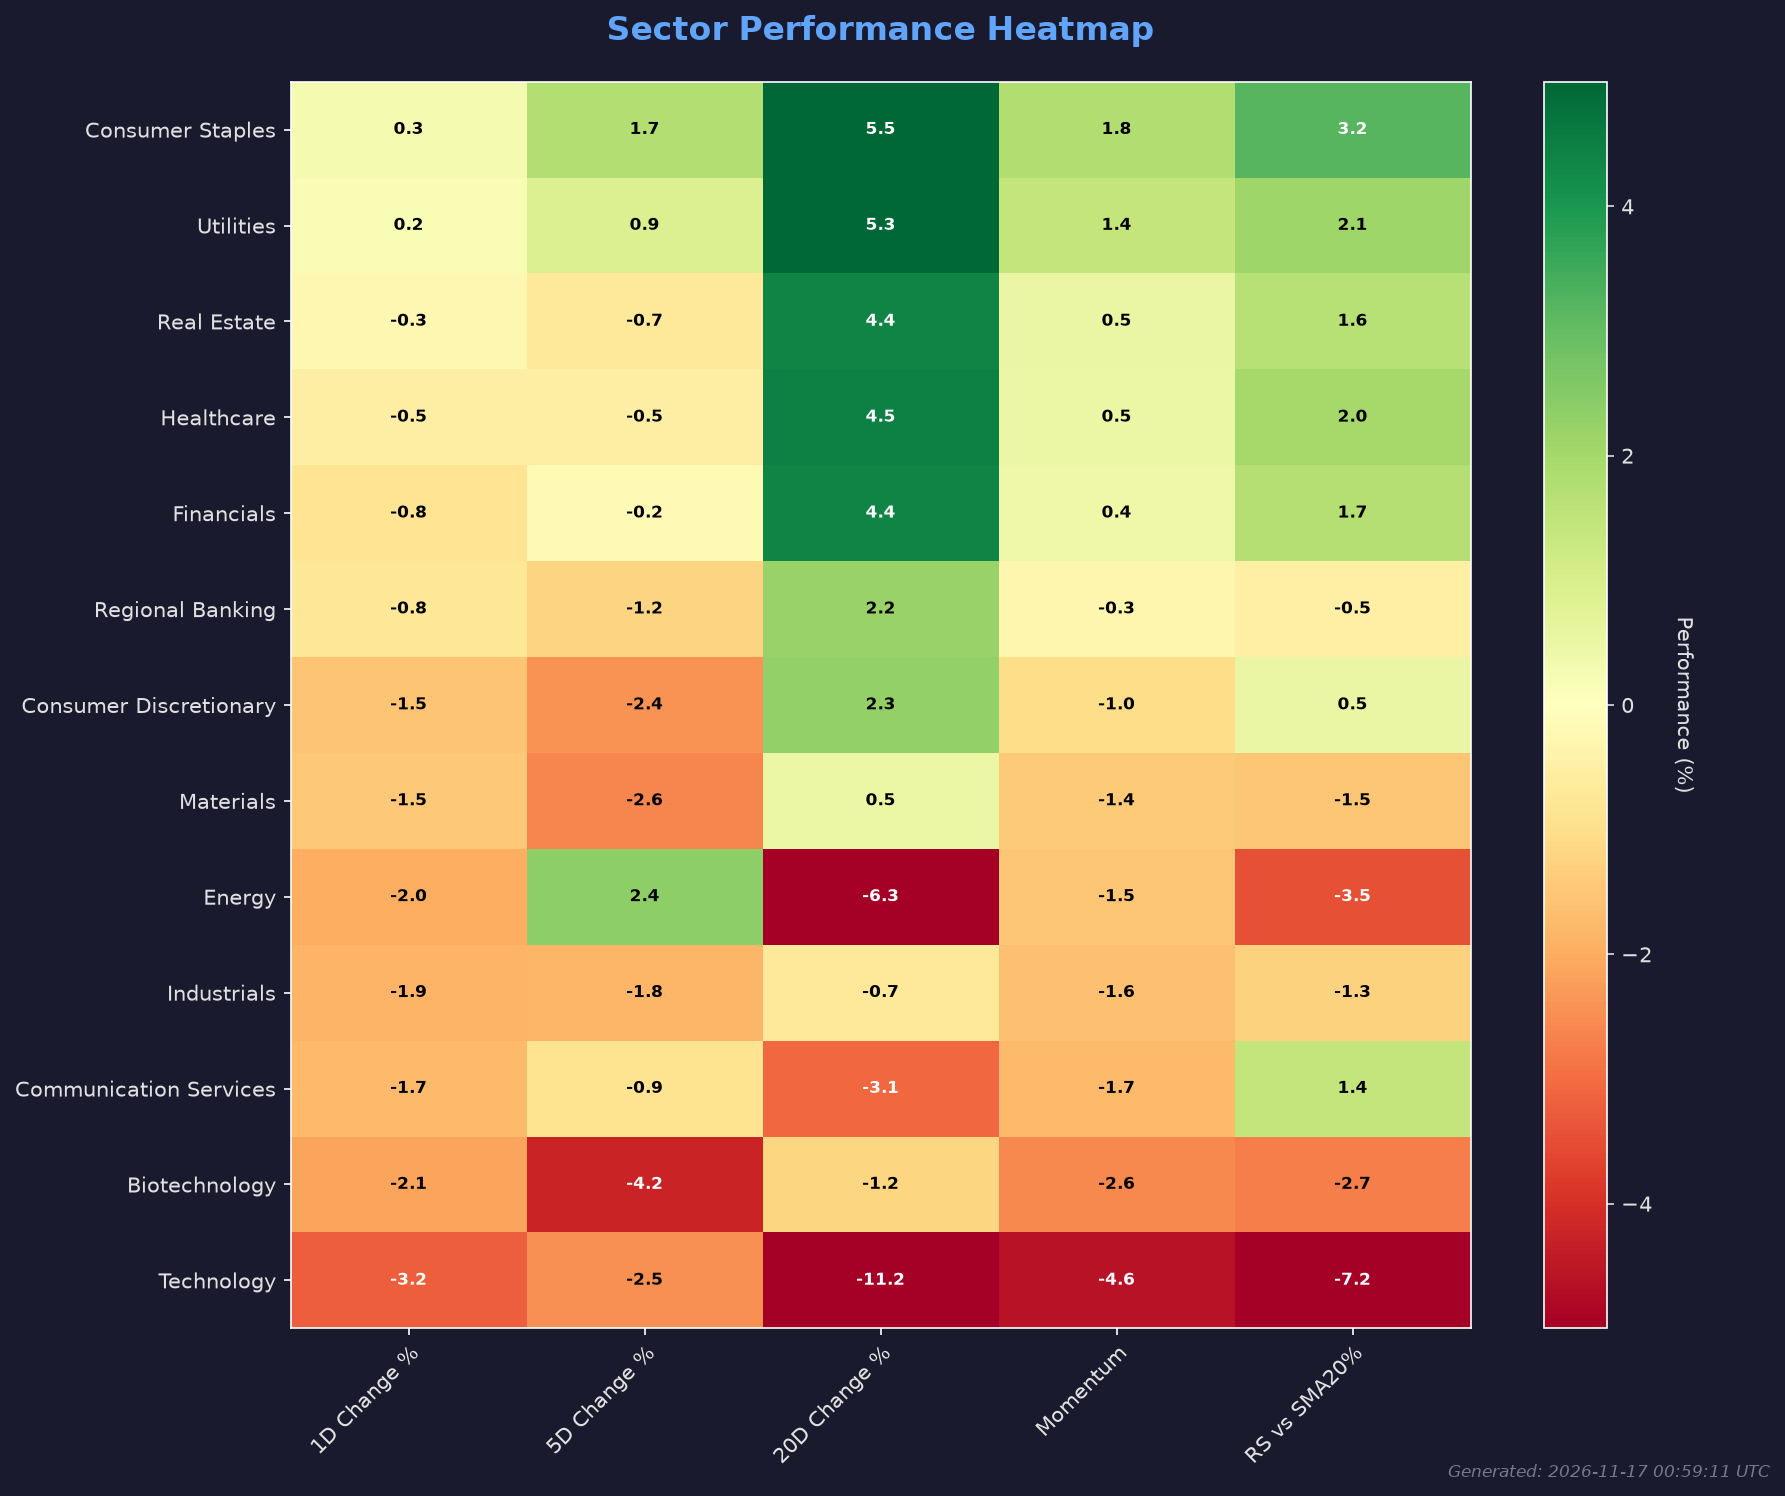 Sector Performance Heatmap
Consumer Staples 0.3 1.7 5.5 1.8 3.2
Utilities 0.2 0.9 5.3 1.4 2.1
Real Estate -0.3 -0.7 4.4 0.5 1.6
Healthcare -0.5 -0.5 4.5 0.5 2.0
Financials -0.8 -0.2 4.4 0.4 1.7
Regional Banking -0.8 -1.2 2.2 -0.3 -0.5
Consumer Discretionary -1.5 -2.4 2.3 -1.0 0.5
Materials -1.5 -2.6 0.5 -1.4 -1.5
Energy -2.0 2.4 -6.3 -1.5 -3.5
Industrials -1.9 -1.8 -0.7 -1.6 -1.3
Communication Services -1.7 -0.9 -3.1 -1.7 1.4
Biotechnology -2.1 -4.2 -1.2 -2.6 -2.7
Technology -3.2 -2.5 -11.2 -4.6 -7.2
1D Change % 5D Change % 20D Change % Momentum RS vs SMA20%
4
2
0
−2
−4
Performance (%)
Generated: 2026-11-17 00:59:11 UTC